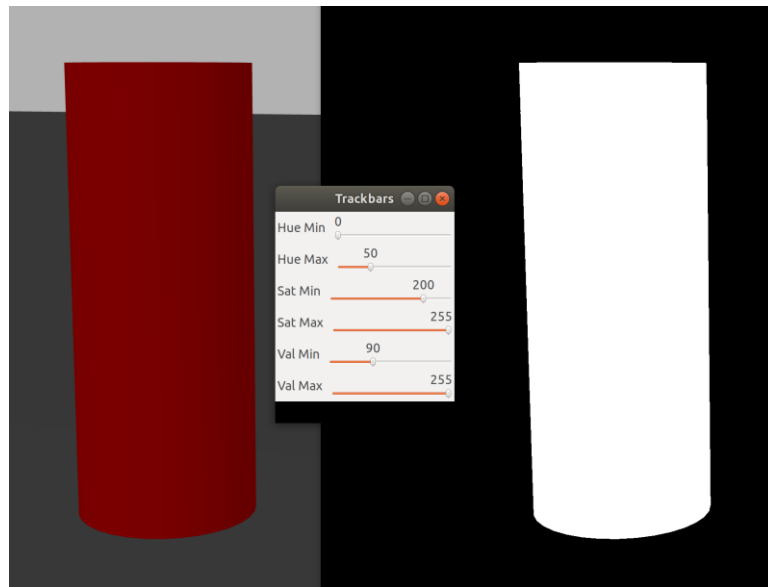 Trackbars
Hue Min 0
Hue Max 50
Sat Min 200
Sat Max 255
Val Min 90
Val Max 255